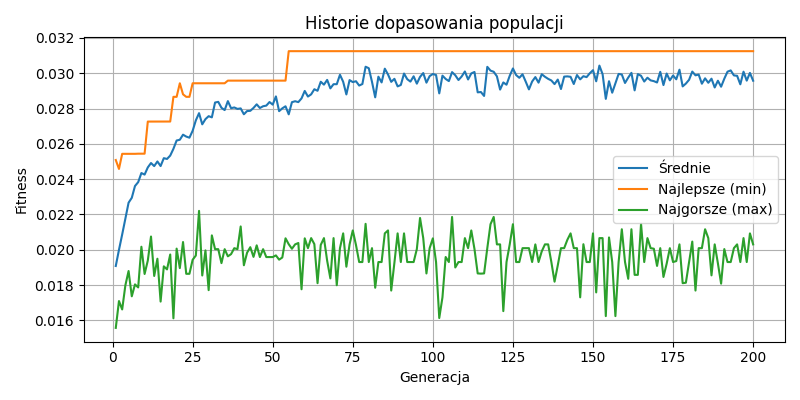 Historie dopasowania populacji
Fitness
0.032
0.030
0.028
0.026
0.024
0.022
0.020
0.018
0.016
Średnie
Najlepsze (min)
Najgorsze (max)
0 25 50 75 100 125 150 175 200
Generacja